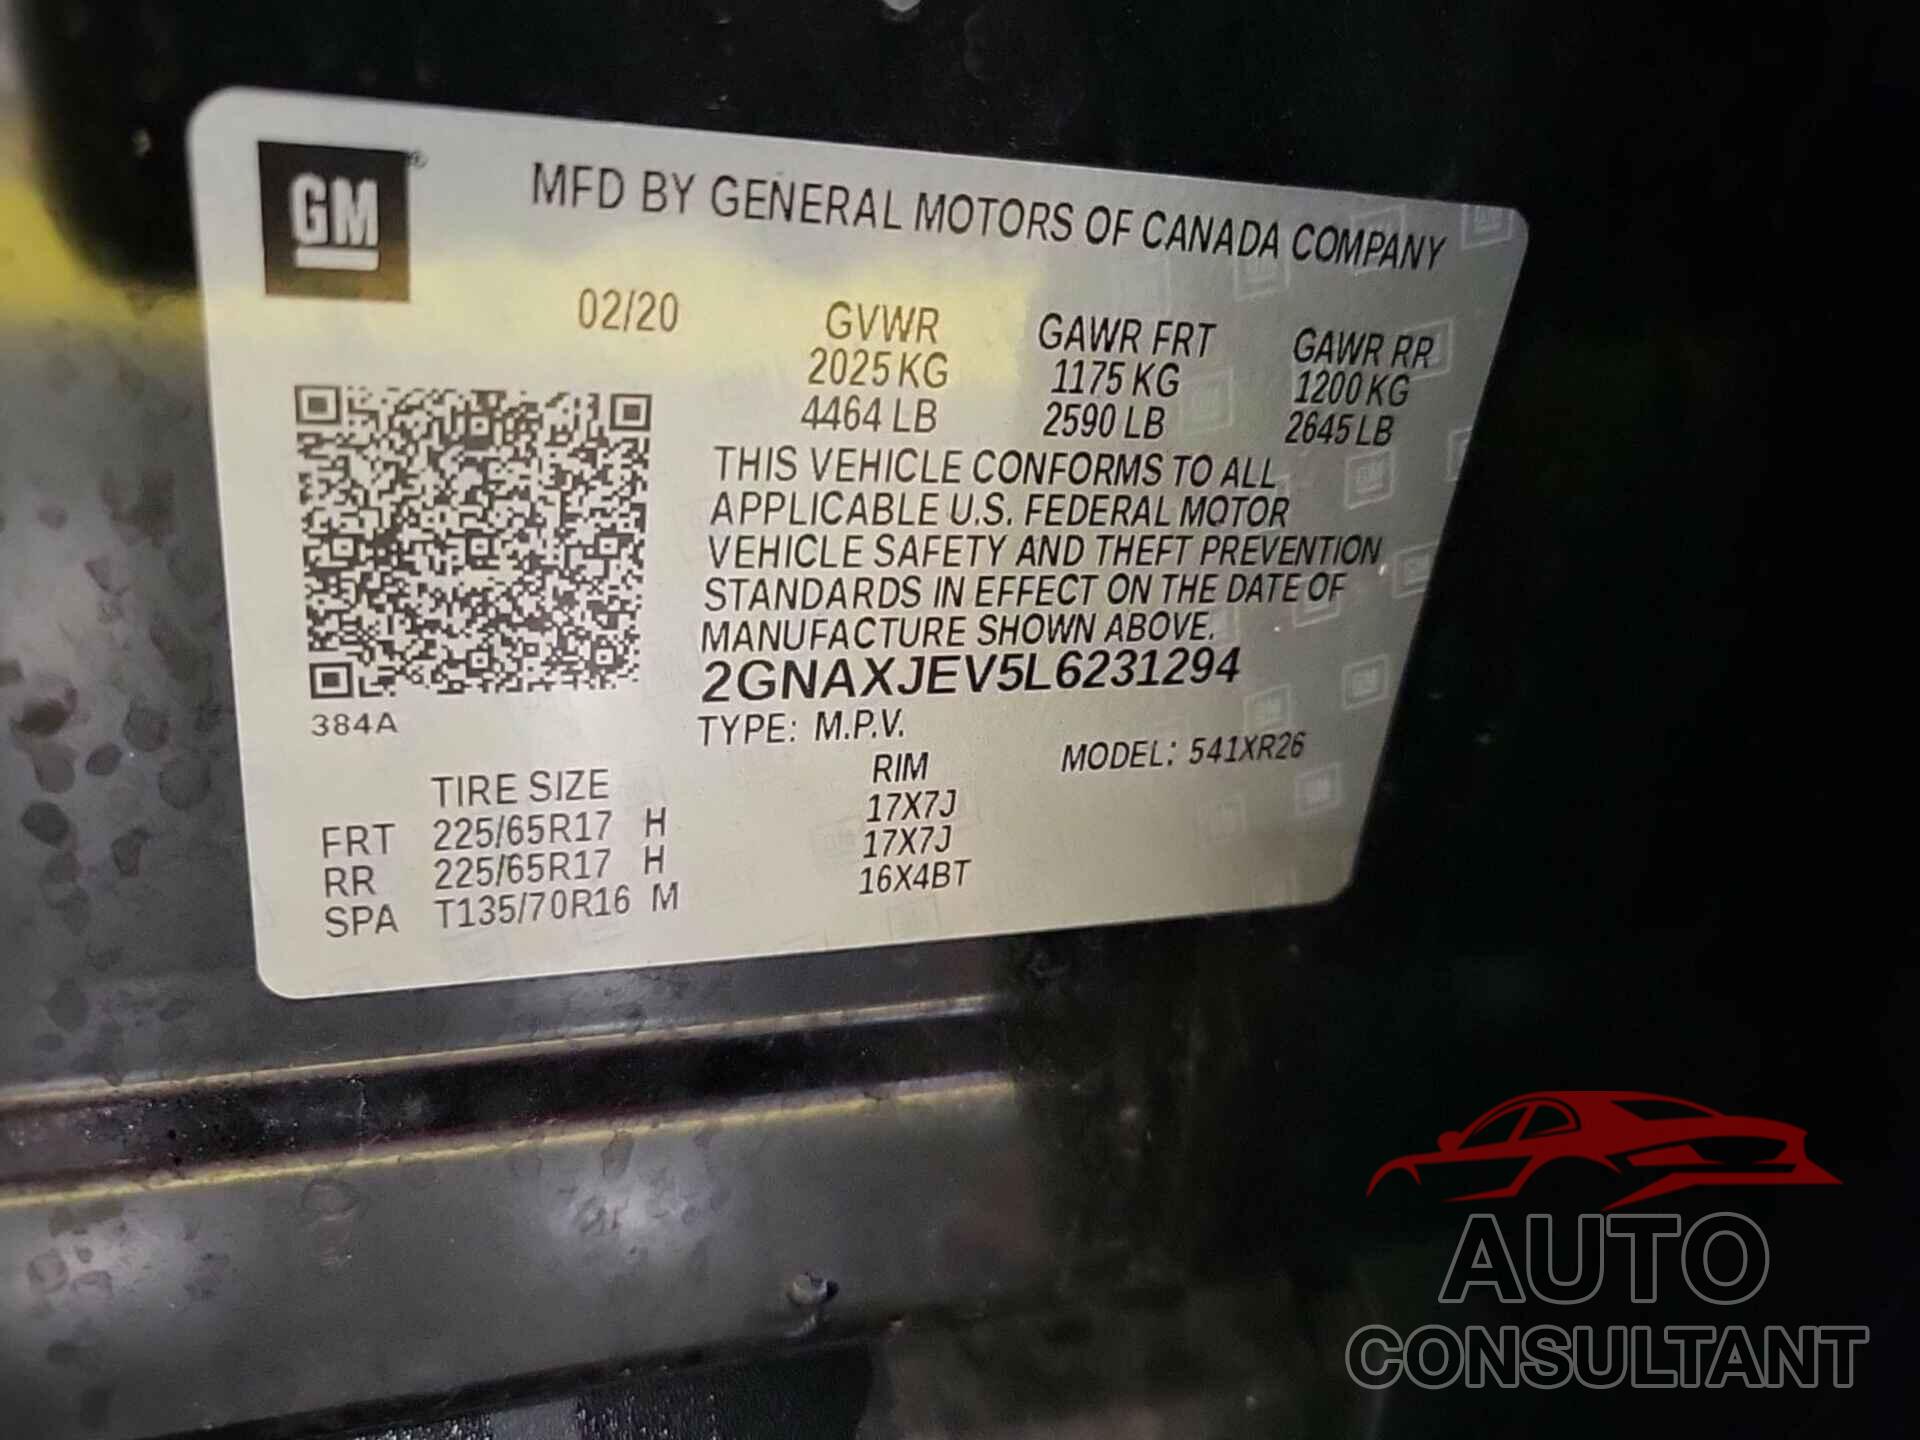 GM®
MFD BY GENERAL MOTORS OF CANADA COMPANY
02/20
GVWR GAWR FRT GAWR RR
2025 KG 1175 KG 1200 KG
4464 LB 2590 LB 2645 LB
THIS VEHICLE CONFORMS TO ALL
APPLICABLE U.S. FEDERAL MOTOR
VEHICLE SAFETY AND THEFT PREVENTION
STANDARDS IN EFFECT ON THE DATE OF
MANUFACTURE SHOWN ABOVE.
2GNAXJEV5L6231294
384A
TYPE: M.P.V. MODEL: 541XR26
TIRE SIZE RIM
FRT 225/65R17 H 17X7J
RR 225/65R17 H 17X7J
SPA T135/70R16 M 16X4BT
AUTO
CONSULTANT